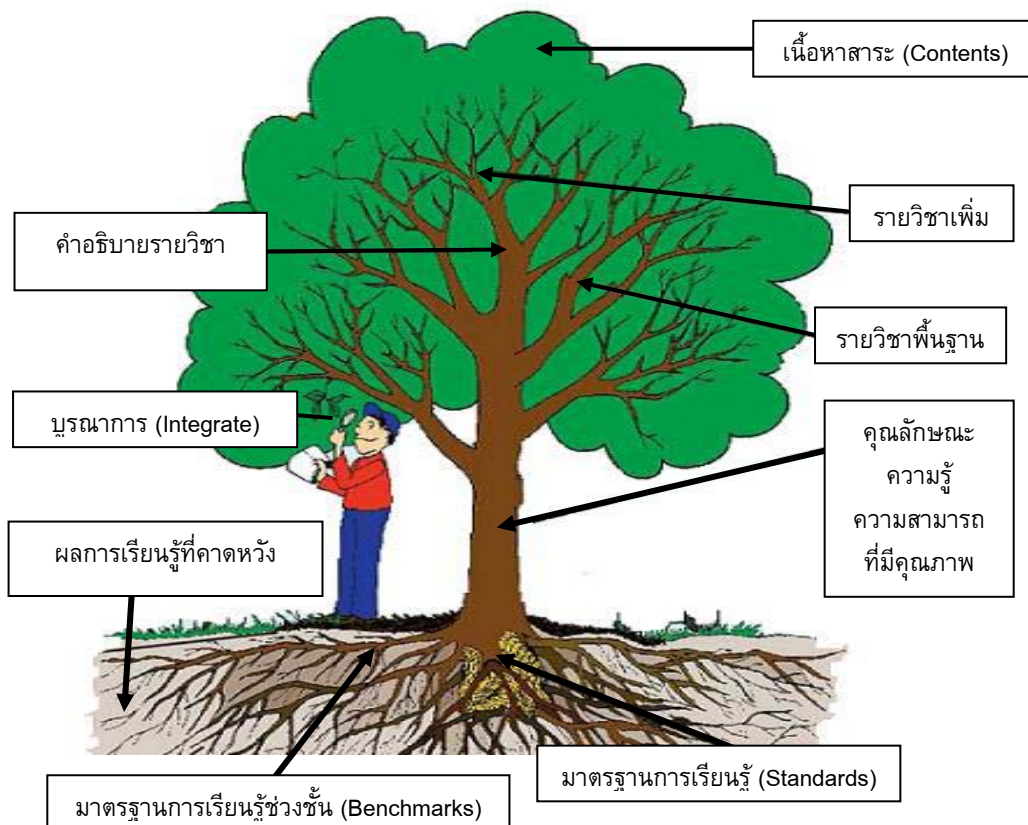 เนื้อหาสาระ (Contents)
รายวิชาเพิ่ม
คำอธิบายรายวิชา
รายวิชาพื้นฐาน
บูรณาการ (Integrate)
คุณลักษณะ
ความรู้
ความสามารถ
ที่มีคุณภาพ
ผลการเรียนรู้ที่คาดหวัง
มาตรฐานการเรียนรู้ (Standards)
มาตรฐานการเรียนรู้ช่วงชั้น (Benchmarks)